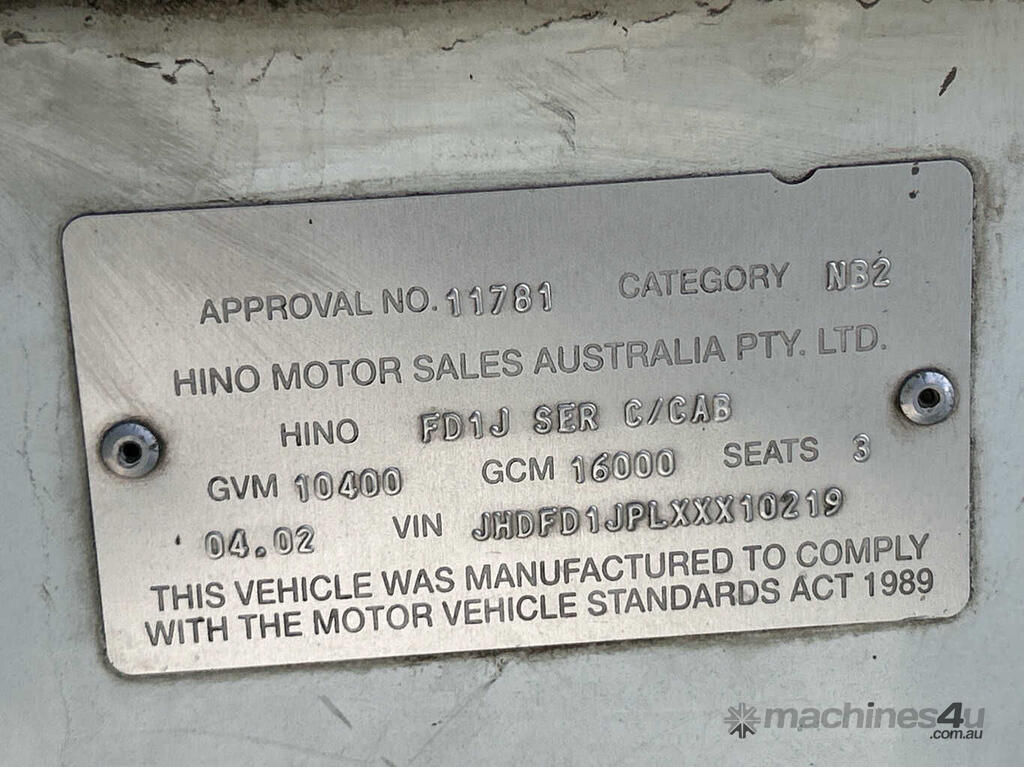 APPROVAL NO. 11781 CATEGORY NB2
HINO MOTOR SALES AUSTRALIA PTY. LTD.
HINO FD1J SER C/CAB
GVM 10400 GCM 16000 SEATS 3
04.02 VIN JHDFD1JPLXXX10219
THIS VEHICLE WAS MANUFACTURED TO COMPLY
WITH THE MOTOR VEHICLE STANDARDS ACT 1989
machines4u
.com.au